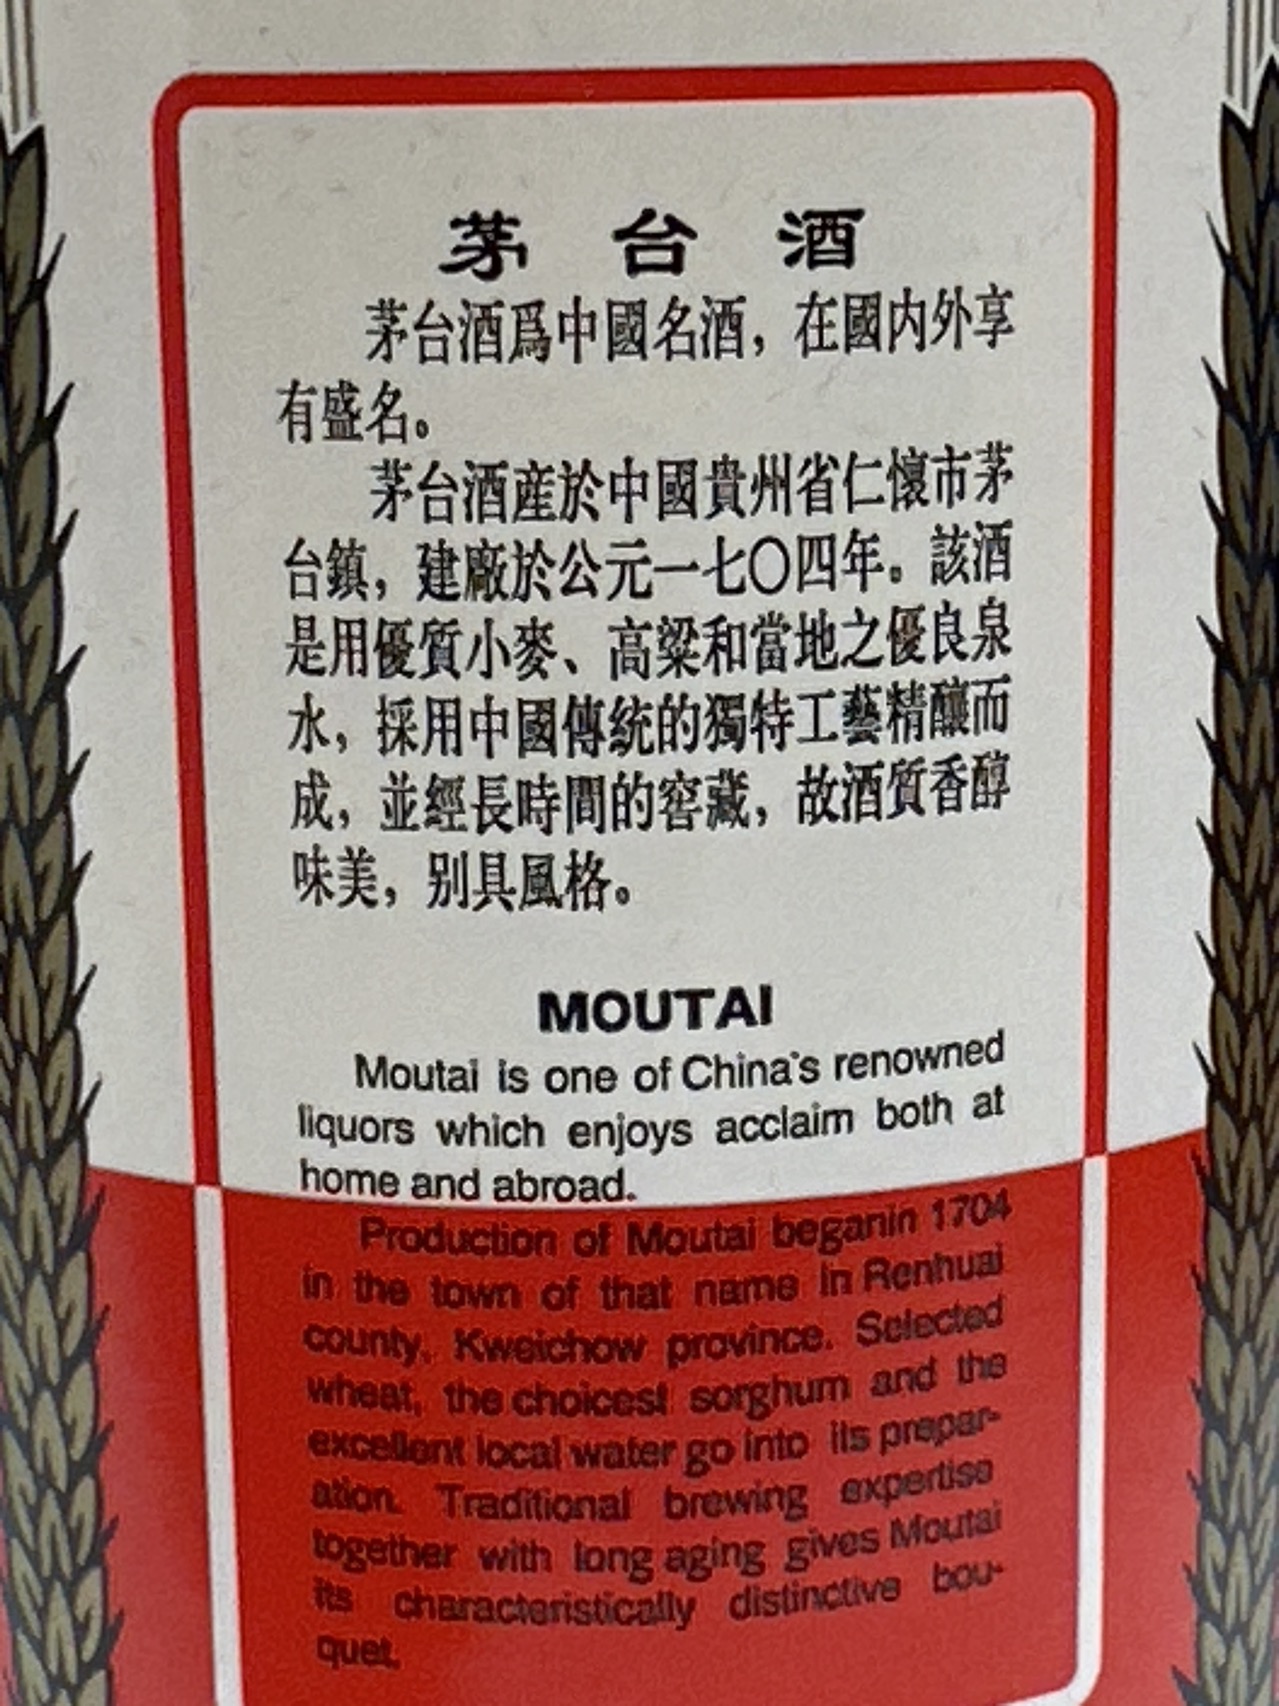 茅台酒
茅台酒爲中國名酒，在國内外享
有盛名。
茅台酒産於中國貴州省仁懷市茅
台鎮，建廠於公元一七〇四年。該酒
是用優質小麥、高粱和當地之優良泉
水，採用中國傳統的獨特工藝精釀而
成，並經長時間的窖藏，故酒質香醇
味美，别具風格。
MOUTAI
Moutai is one of China's renowned
liquors which enjoys acclaim both at
home and abroad.
Production of Moutai beganin 1704
in the town of that name in Renhuai
county, Kweichow province. Selected
wheat, the choicest sorghum and the
excellent local water go into its prepar-
ation. Traditional brewing expertise
together with long aging gives Moutai
its characteristically distinctive bou-
quet.